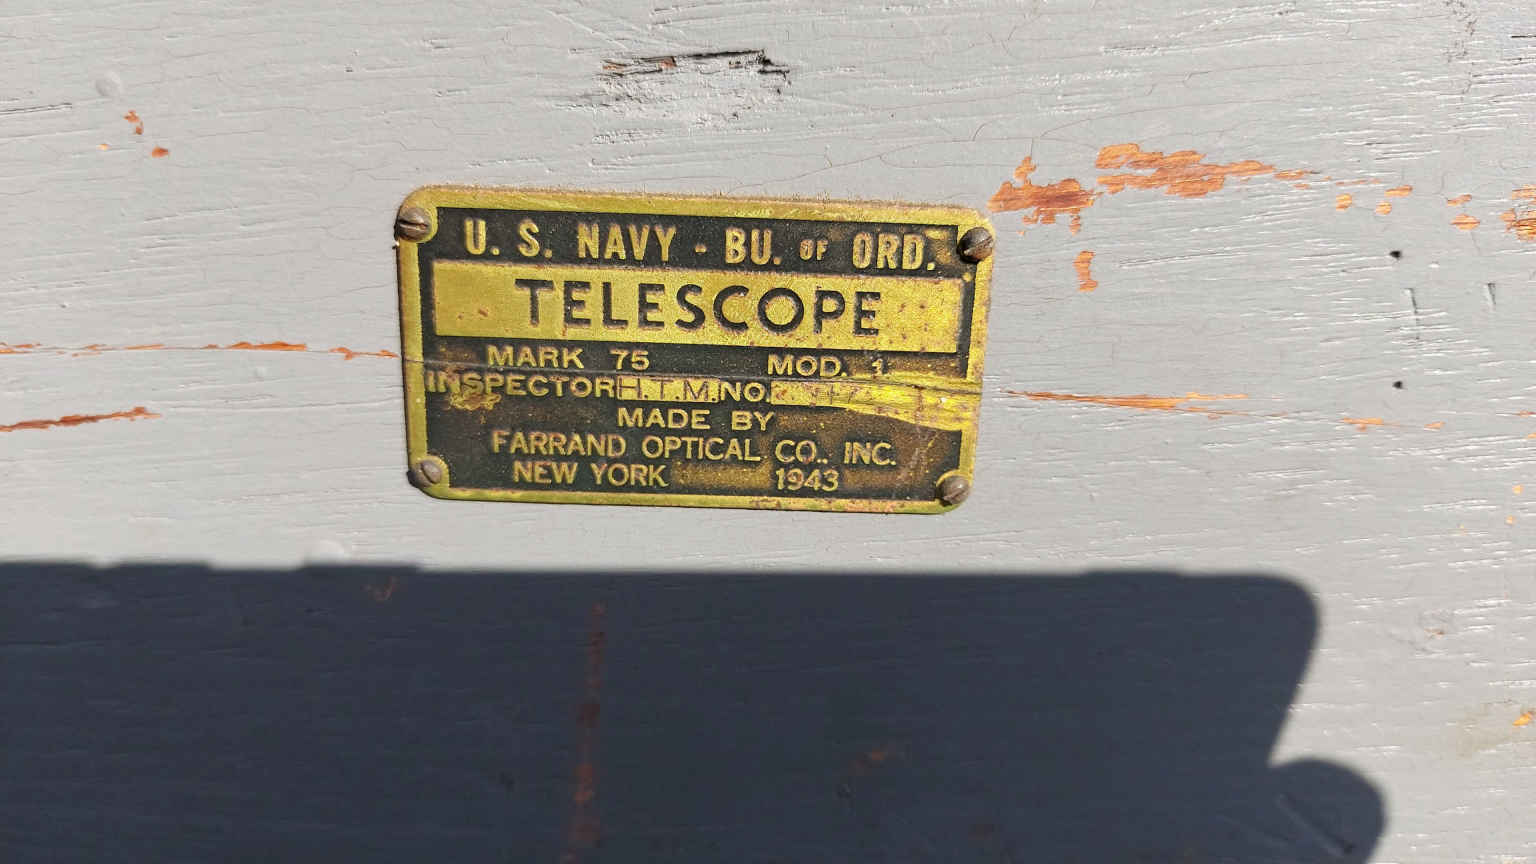 U. S. NAVY - BU. OF ORD.
TELESCOPE
MARK 75 MOD. 1
INSPECTOR H.T.M. NO.
MADE BY
FARRAND OPTICAL CO., INC.
NEW YORK 1943